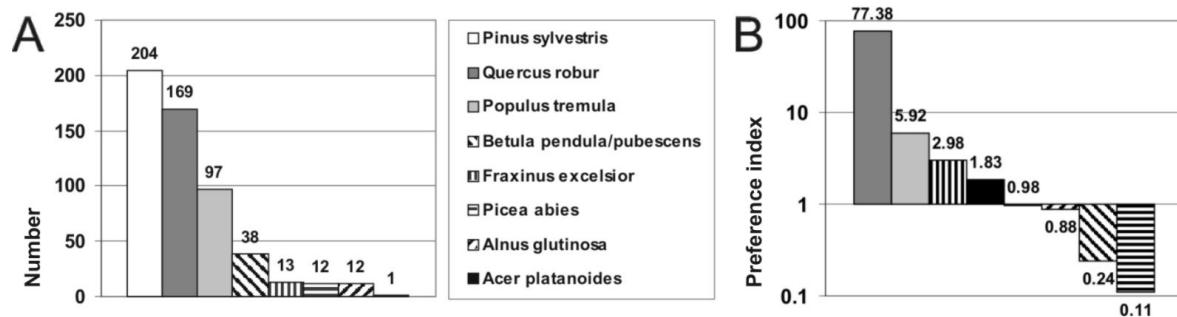 A
Number
250
200
150
100
50
0
204
169
97
38
13
12
12
1
Pinus sylvestris
Quercus robur
Populus tremula
Betula pendula/pubescens
Fraxinus excelsior
Picea abies
Alnus glutinosa
Acer platanoides
B
Preference index
100
10
1
0.1
77.38
5.92
2.98
1.83
0.98
0.88
0.24
0.11